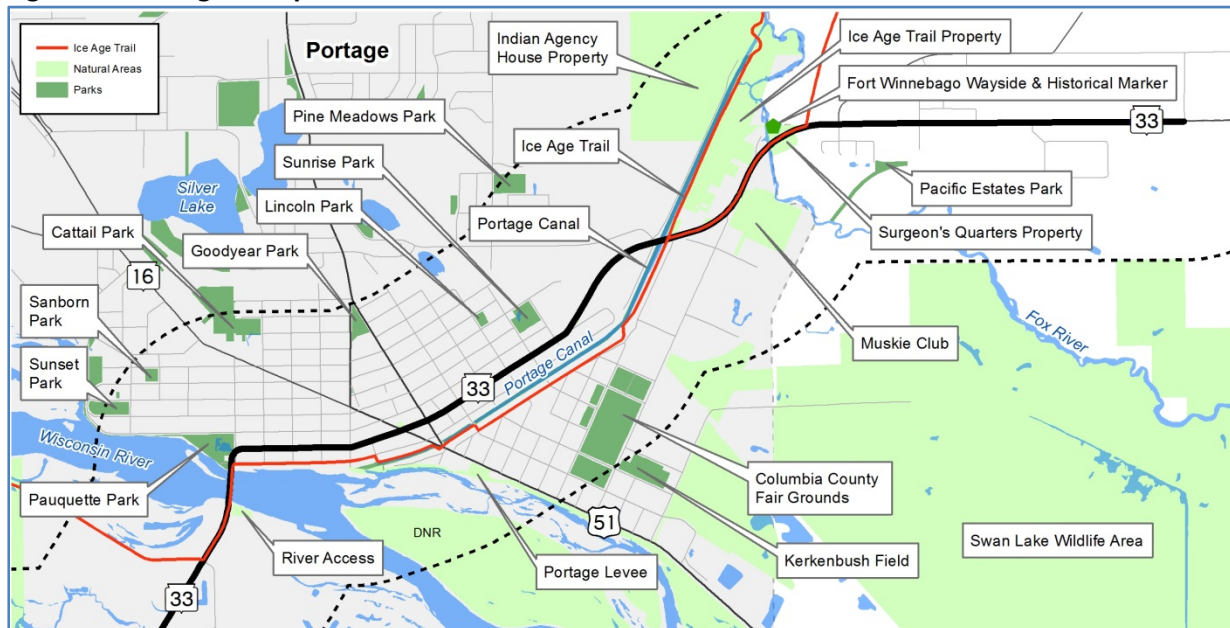 Ice Age Trail
Natural Areas
Parks
Portage
Indian Agency
House Property
Ice Age Trail Property
Fort Winnebago Wayside & Historical Marker
33
Pine Meadows Park
Sunrise Park
Ice Age Trail
Lincoln Park
Silver
Lake
Pacific Estates Park
Portage Canal
Cattail Park
Goodyear Park
Surgeon's Quarters Property
16
Sanborn
Park
Fox River
Muskie Club
Sunset
Park
Portage Canal
33
Wisconsin River
Columbia County
Fair Grounds
Pauquette Park
51
DNR
Swan Lake Wildlife Area
River Access
Kerkenbush Field
Portage Levee
33